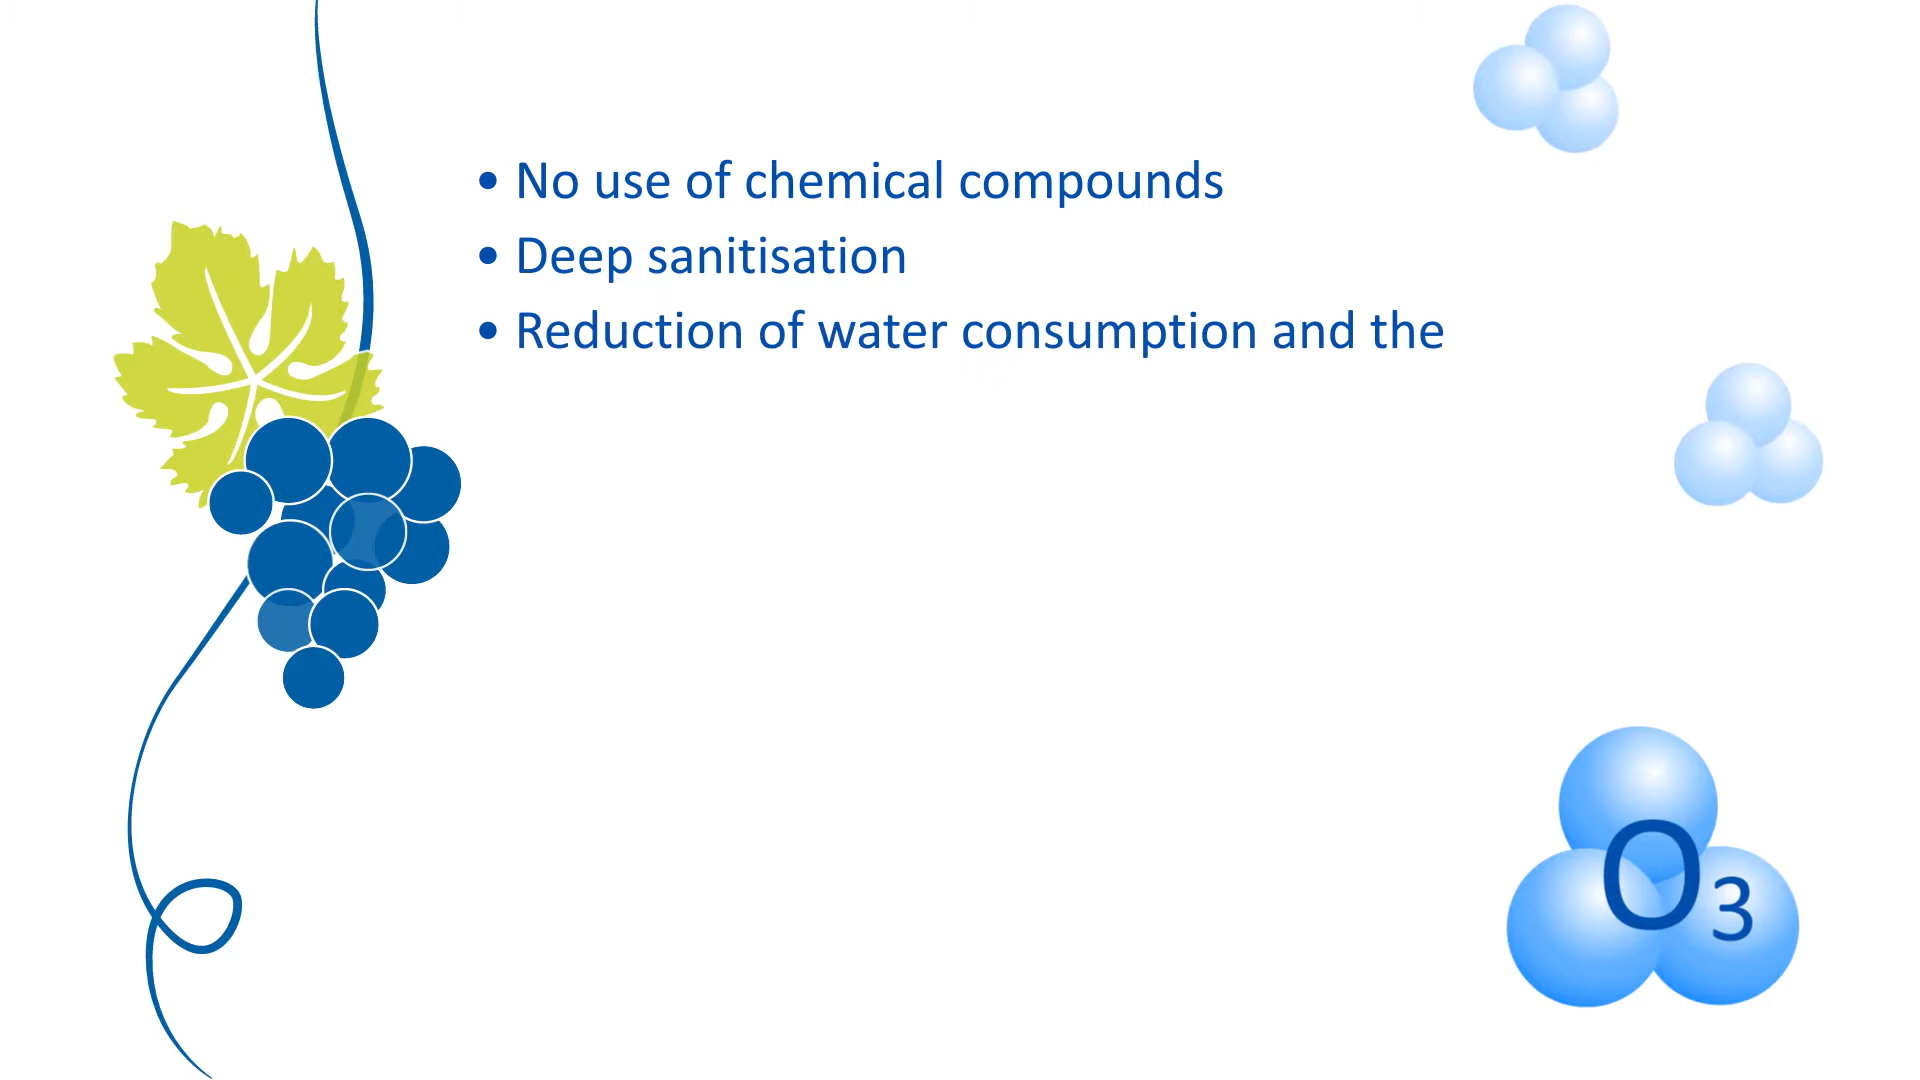 • No use of chemical compounds
• Deep sanitisation
• Reduction of water consumption and the
O₃